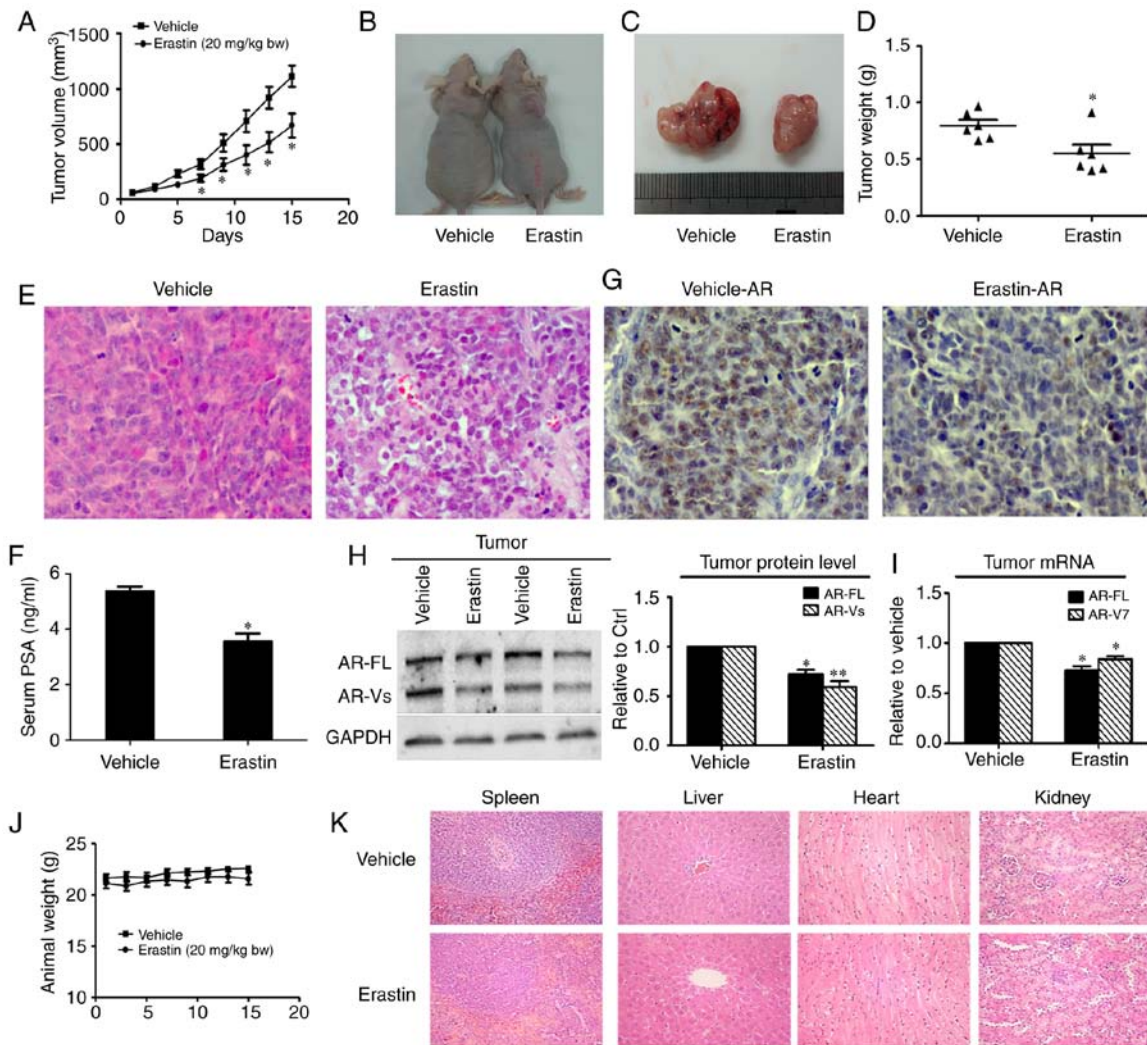 A
Vehicle
Erastin (20 mg/kg bw)
Tumor volume (mm³)
1500
1000
500
0
0 5 10 15 20
Days
B
Vehicle Erastin
C
Vehicle Erastin
D
Tumor weight (g)
1.5
1.0
0.5
0.0
*
Vehicle Erastin
* * * * *
E
Vehicle Erastin
G
Vehicle-AR Erastin-AR
F
Serum PSA (ng/ml)
6
4
2
0
*
Vehicle Erastin
H
Tumor
Vehicle Erastin Vehicle Erastin
AR-FL
AR-Vs
GAPDH
Tumor protein level
AR-FL
AR-Vs
Relative to Ctrl
1.5
1.0
0.5
0.0
* **
Vehicle Erastin
I
Tumor mRNA
AR-FL
AR-V7
Relative to vehicle
2.0
1.5
1.0
0.5
0
* *
Vehicle Erastin
J
Animal weight (g)
25
22
19
16
13
10
Vehicle
Erastin (20 mg/kg bw)
0 5 10 15 20
K
Spleen Liver Heart Kidney
Vehicle
Erastin